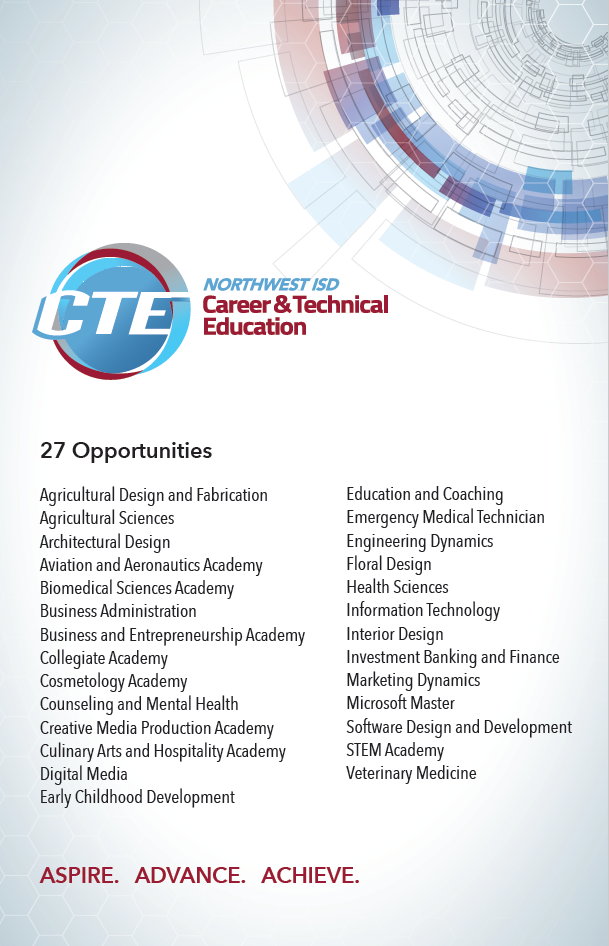 CTE
NORTHWEST ISD
Career & Technical
Education
27 Opportunities
Agricultural Design and Fabrication
Agricultural Sciences
Architectural Design
Aviation and Aeronautics Academy
Biomedical Sciences Academy
Business Administration
Business and Entrepreneurship Academy
Collegiate Academy
Cosmetology Academy
Counseling and Mental Health
Creative Media Production Academy
Culinary Arts and Hospitality Academy
Digital Media
Early Childhood Development
Education and Coaching
Emergency Medical Technician
Engineering Dynamics
Floral Design
Health Sciences
Information Technology
Interior Design
Investment Banking and Finance
Marketing Dynamics
Microsoft Master
Software Design and Development
STEM Academy
Veterinary Medicine
ASPIRE. ADVANCE. ACHIEVE.